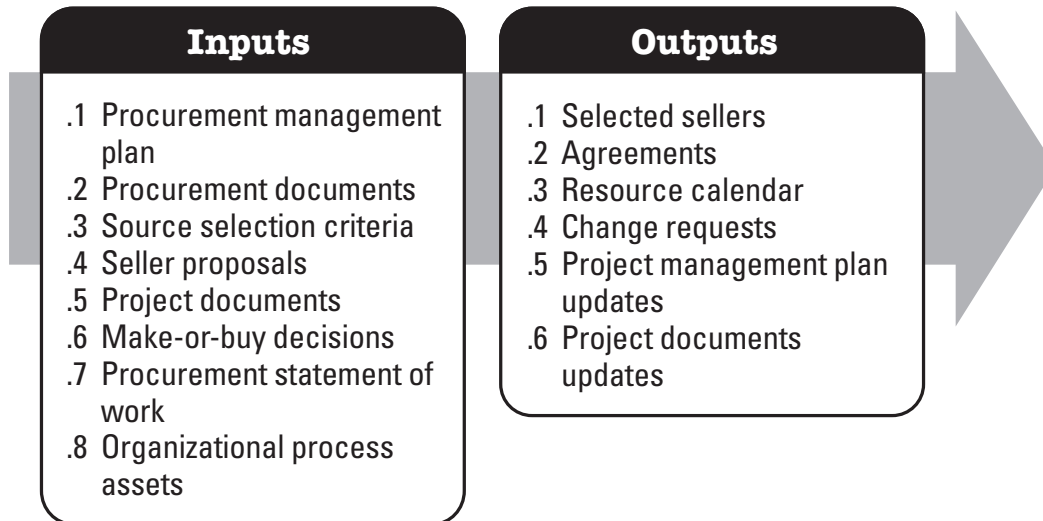 Inputs
.1 Procurement management
plan
.2 Procurement documents
.3 Source selection criteria
.4 Seller proposals
.5 Project documents
.6 Make-or-buy decisions
.7 Procurement statement of
work
.8 Organizational process
assets
Outputs
.1 Selected sellers
.2 Agreements
.3 Resource calendar
.4 Change requests
.5 Project management plan
updates
.6 Project documents
updates